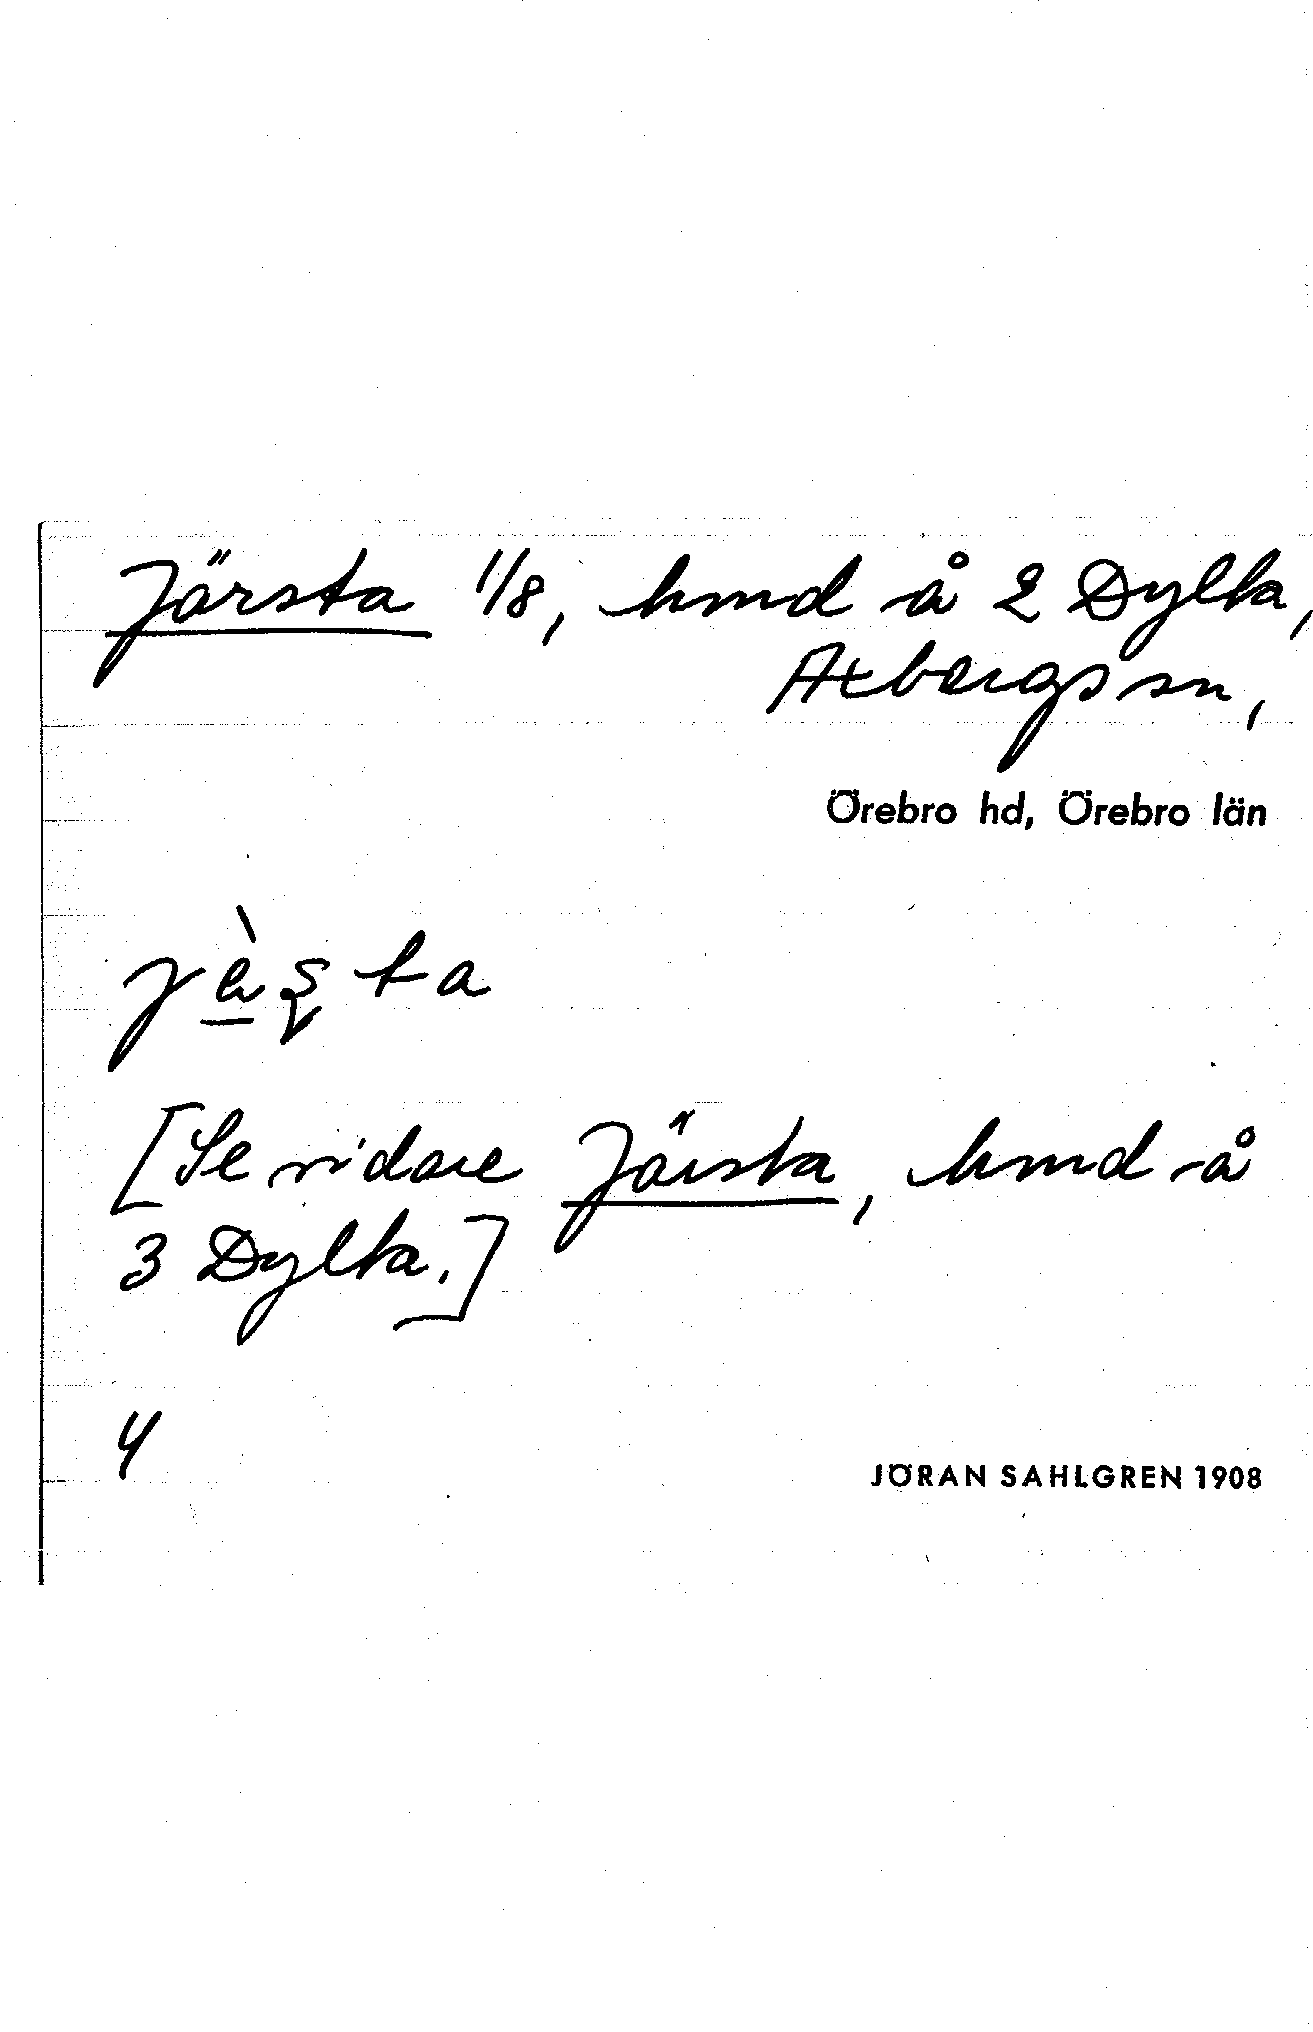 Järsta 1/8, hmd å 2 Dylta,
Axbergs sn,
Örebro hd, Örebro län
[Se vidare Järsta, hmd å
3 Dylta.]
4
JÖRAN SAHLGREN 1908